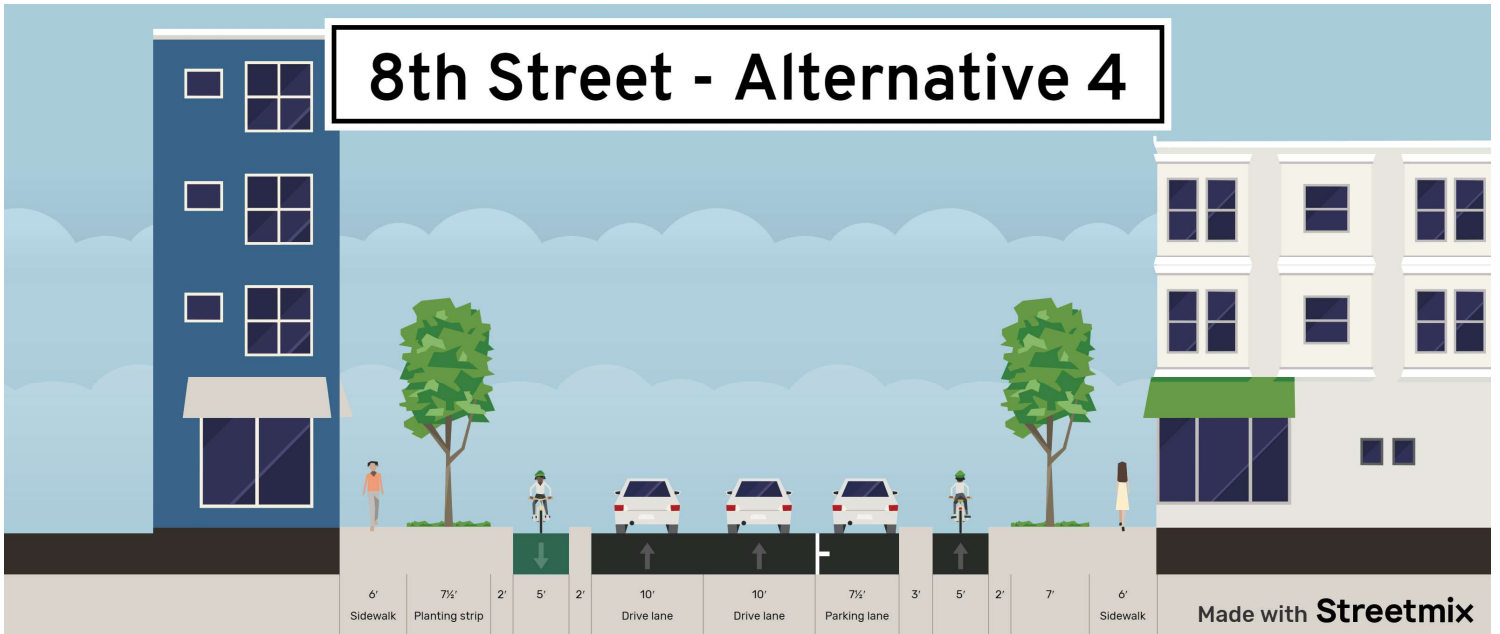 8th Street - Alternative 4
6' 7½' 2' 5' 2' 10' 10' 7½' 3' 5' 2' 7' 6'
Sidewalk Planting strip Drive lane Drive lane Parking lane Sidewalk
Made with Streetmix